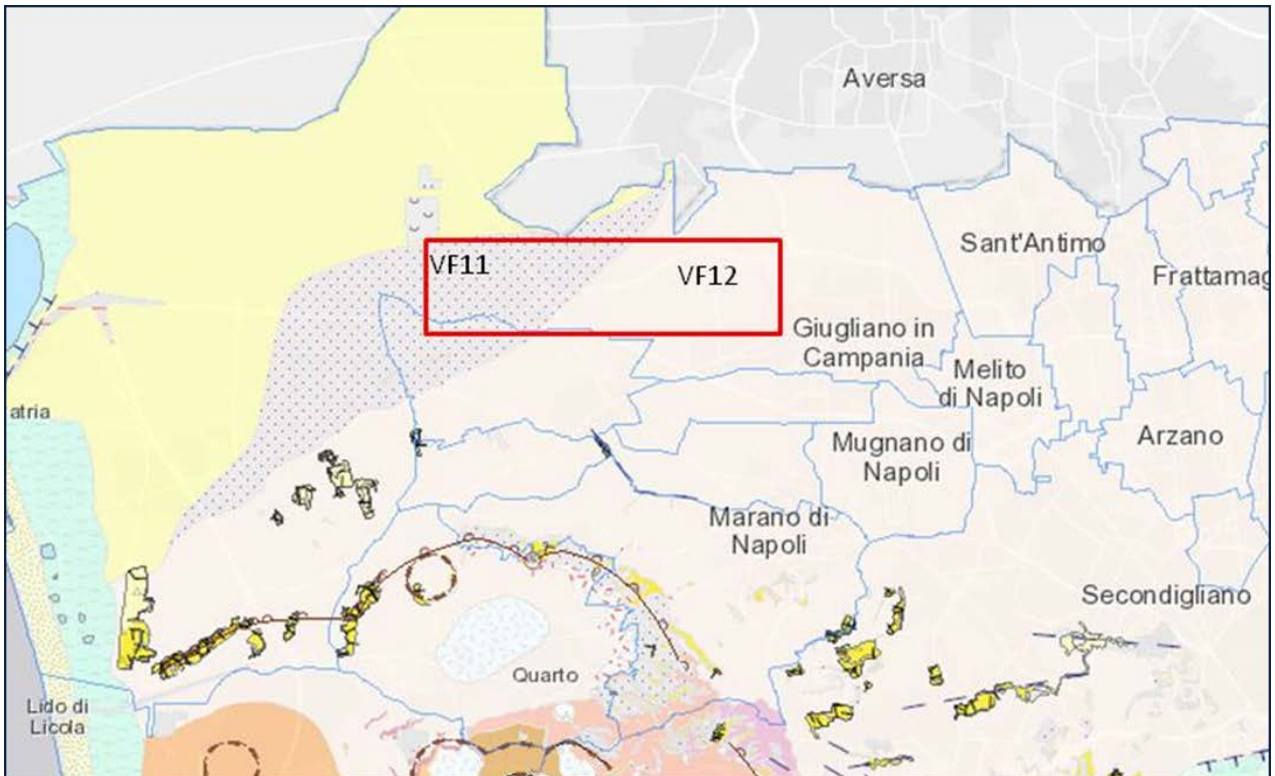 Aversa
Sant'Antimo
VF11
VF12
Frattamag
Giugliano in
Campania
Melito
di Napoli
atria
Arzano
Mugnano di
Napoli
Marano di
Napoli
Secondigliano
Quarto
Lido di
Licola